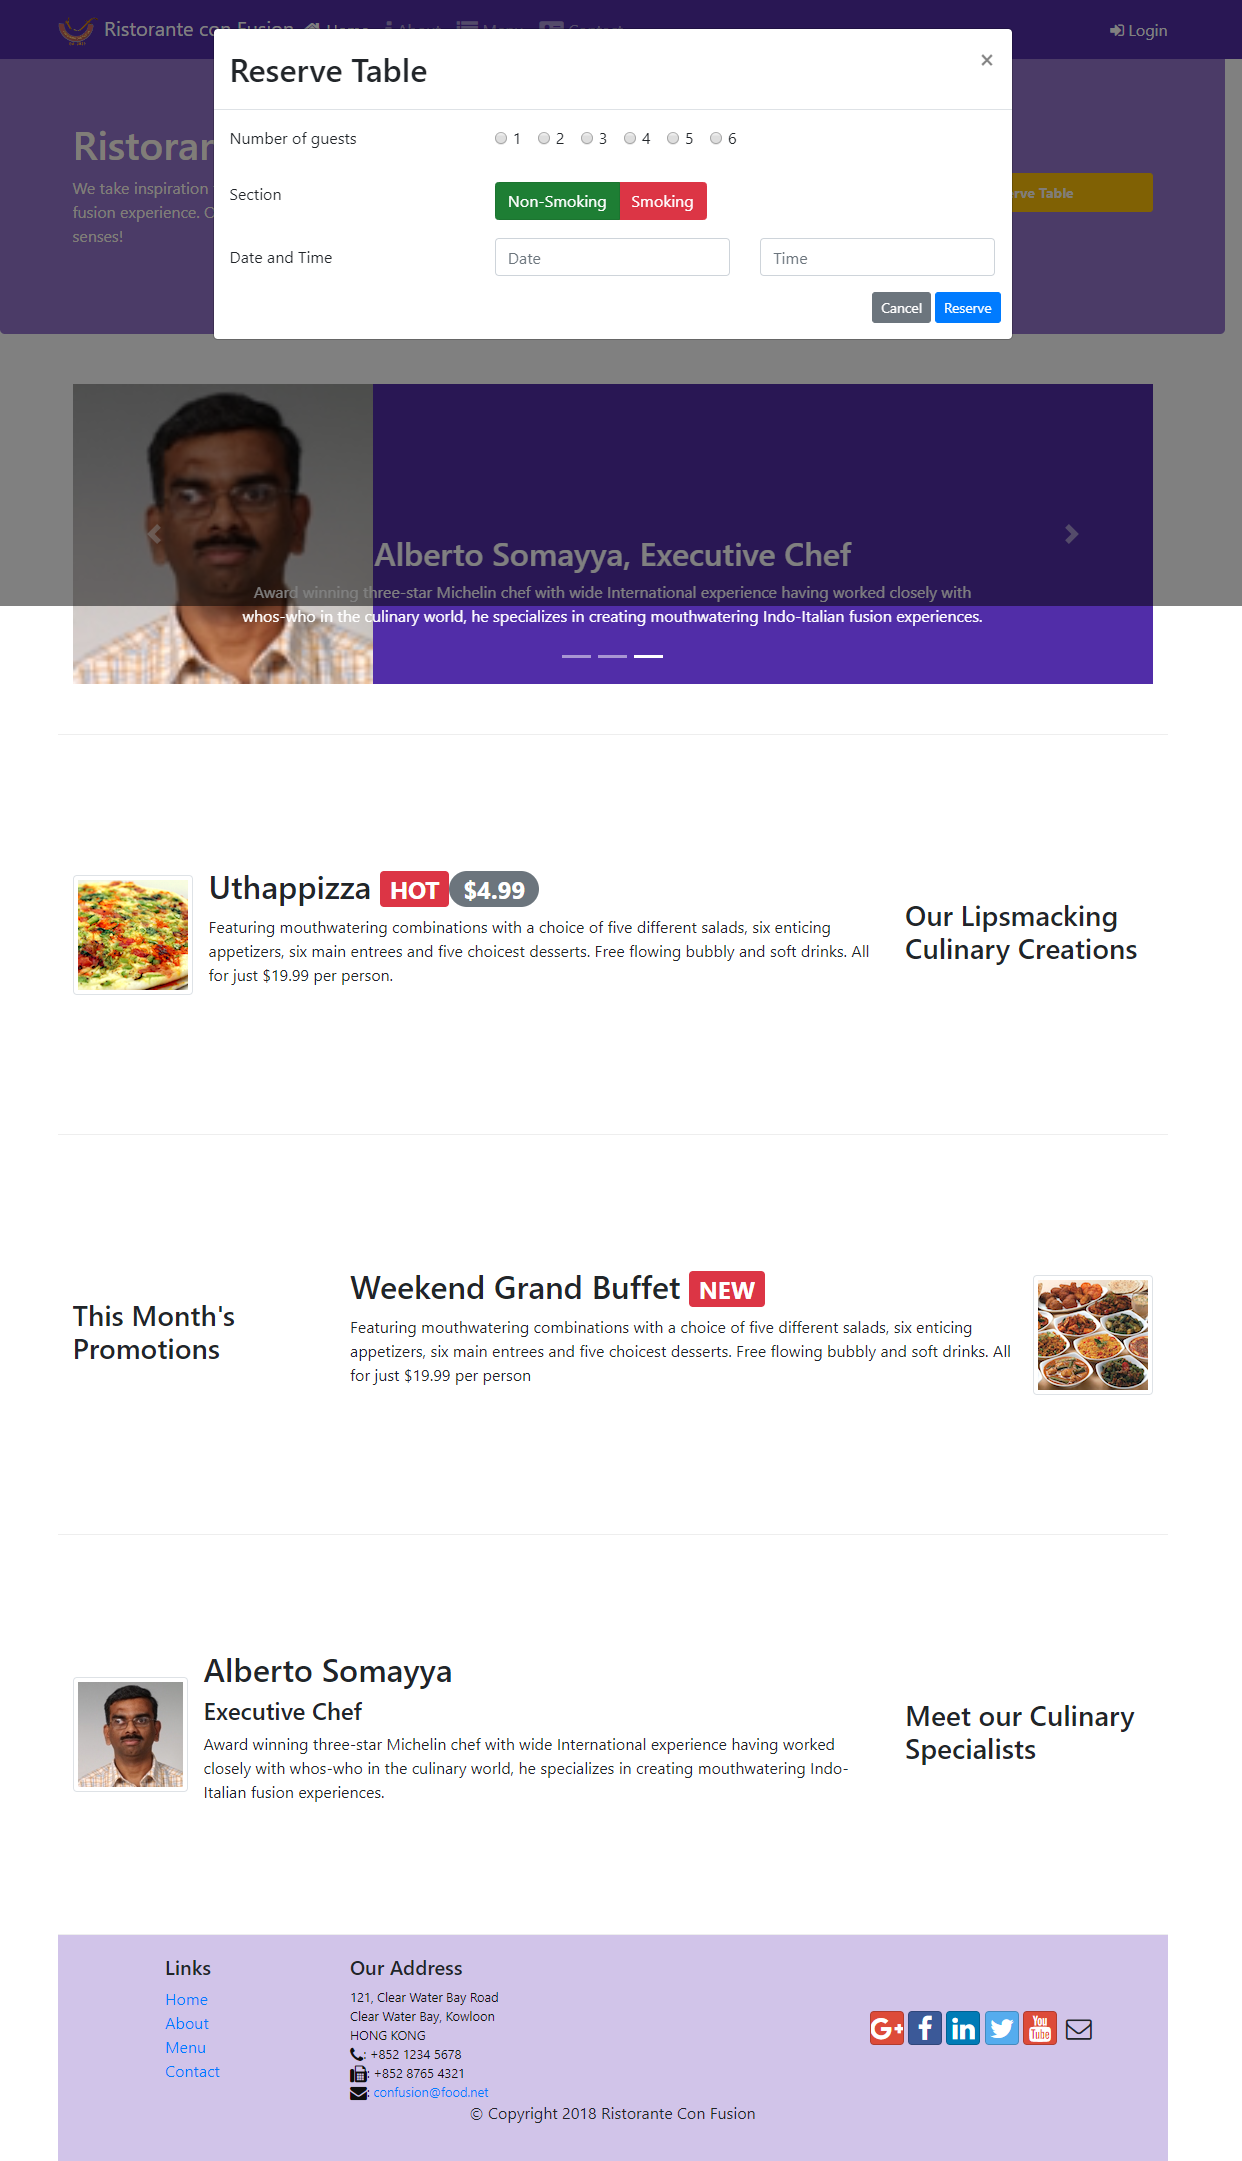 Ristorante con Fusion Home About Menu Contact
Login
Reserve Table
×
Number of guests
1 2 3 4 5 6
Section
Non-Smoking Smoking
Date and Time
Date
Time
Cancel Reserve
We take inspiration
fusion experience.
senses!
Table
Alberto Somayya, Executive Chef
Award winning three-star Michelin chef with wide International experience having worked closely with
whos-who in the culinary world, he specializes in creating mouthwatering Indo-Italian fusion experiences.
Uthappizza HOT $4.99
Featuring mouthwatering combinations with a choice of five different salads, six enticing
appetizers, six main entrees and five choicest desserts. Free flowing bubbly and soft drinks. All
for just $19.99 per person.
Our Lipsmacking
Culinary Creations
This Month's
Promotions
Weekend Grand Buffet NEW
Featuring mouthwatering combinations with a choice of five different salads, six enticing
appetizers, six main entrees and five choicest desserts. Free flowing bubbly and soft drinks. All
for just $19.99 per person
Alberto Somayya
Executive Chef
Award winning three-star Michelin chef with wide International experience having worked
closely with whos-who in the culinary world, he specializes in creating mouthwatering Indo-
Italian fusion experiences.
Meet our Culinary
Specialists
Links
Home
About
Menu
Contact
Our Address
121, Clear Water Bay Road
Clear Water Bay, Kowloon
HONG KONG
: +852 1234 5678
: +852 8765 4321
: confusion@food.net
G+ f in You Tube
© Copyright 2018 Ristorante Con Fusion